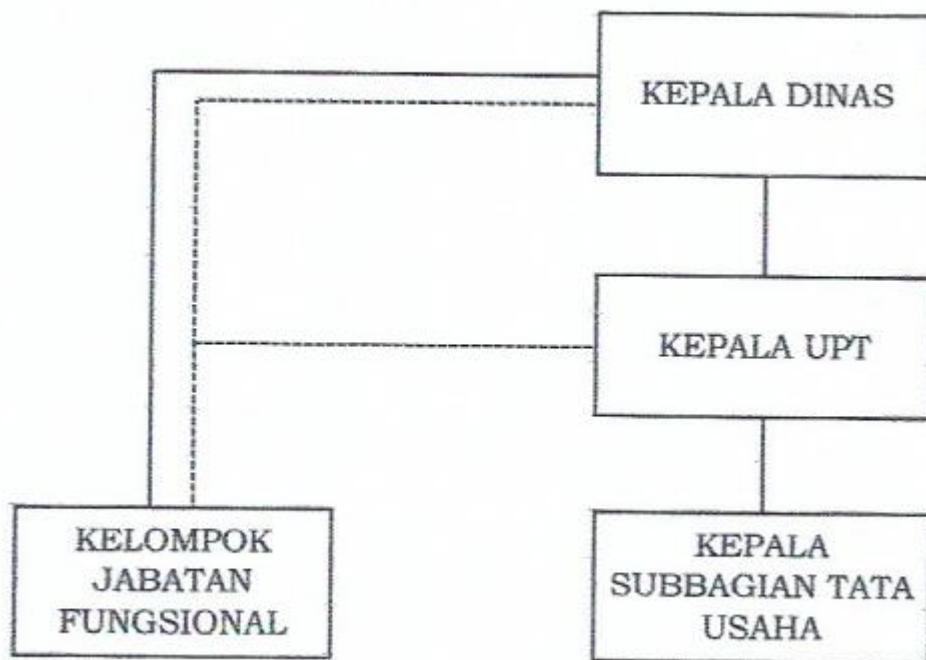 KEPALA DINAS
KEPALA UPT
KELOMPOK
JABATAN
FUNGSIONAL
KEPALA
SUBBAGIAN TATA
USAHA